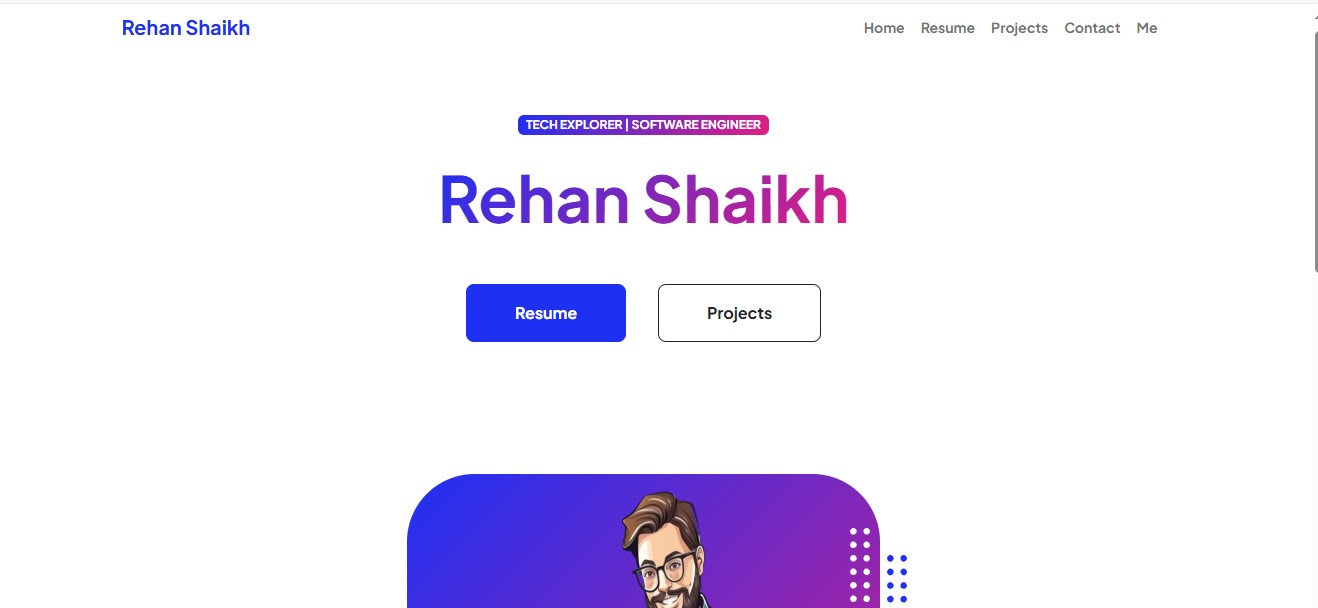 Rehan Shaikh
Home Resume Projects Contact Me
TECH EXPLORER | SOFTWARE ENGINEER
Rehan Shaikh
Resume
Projects